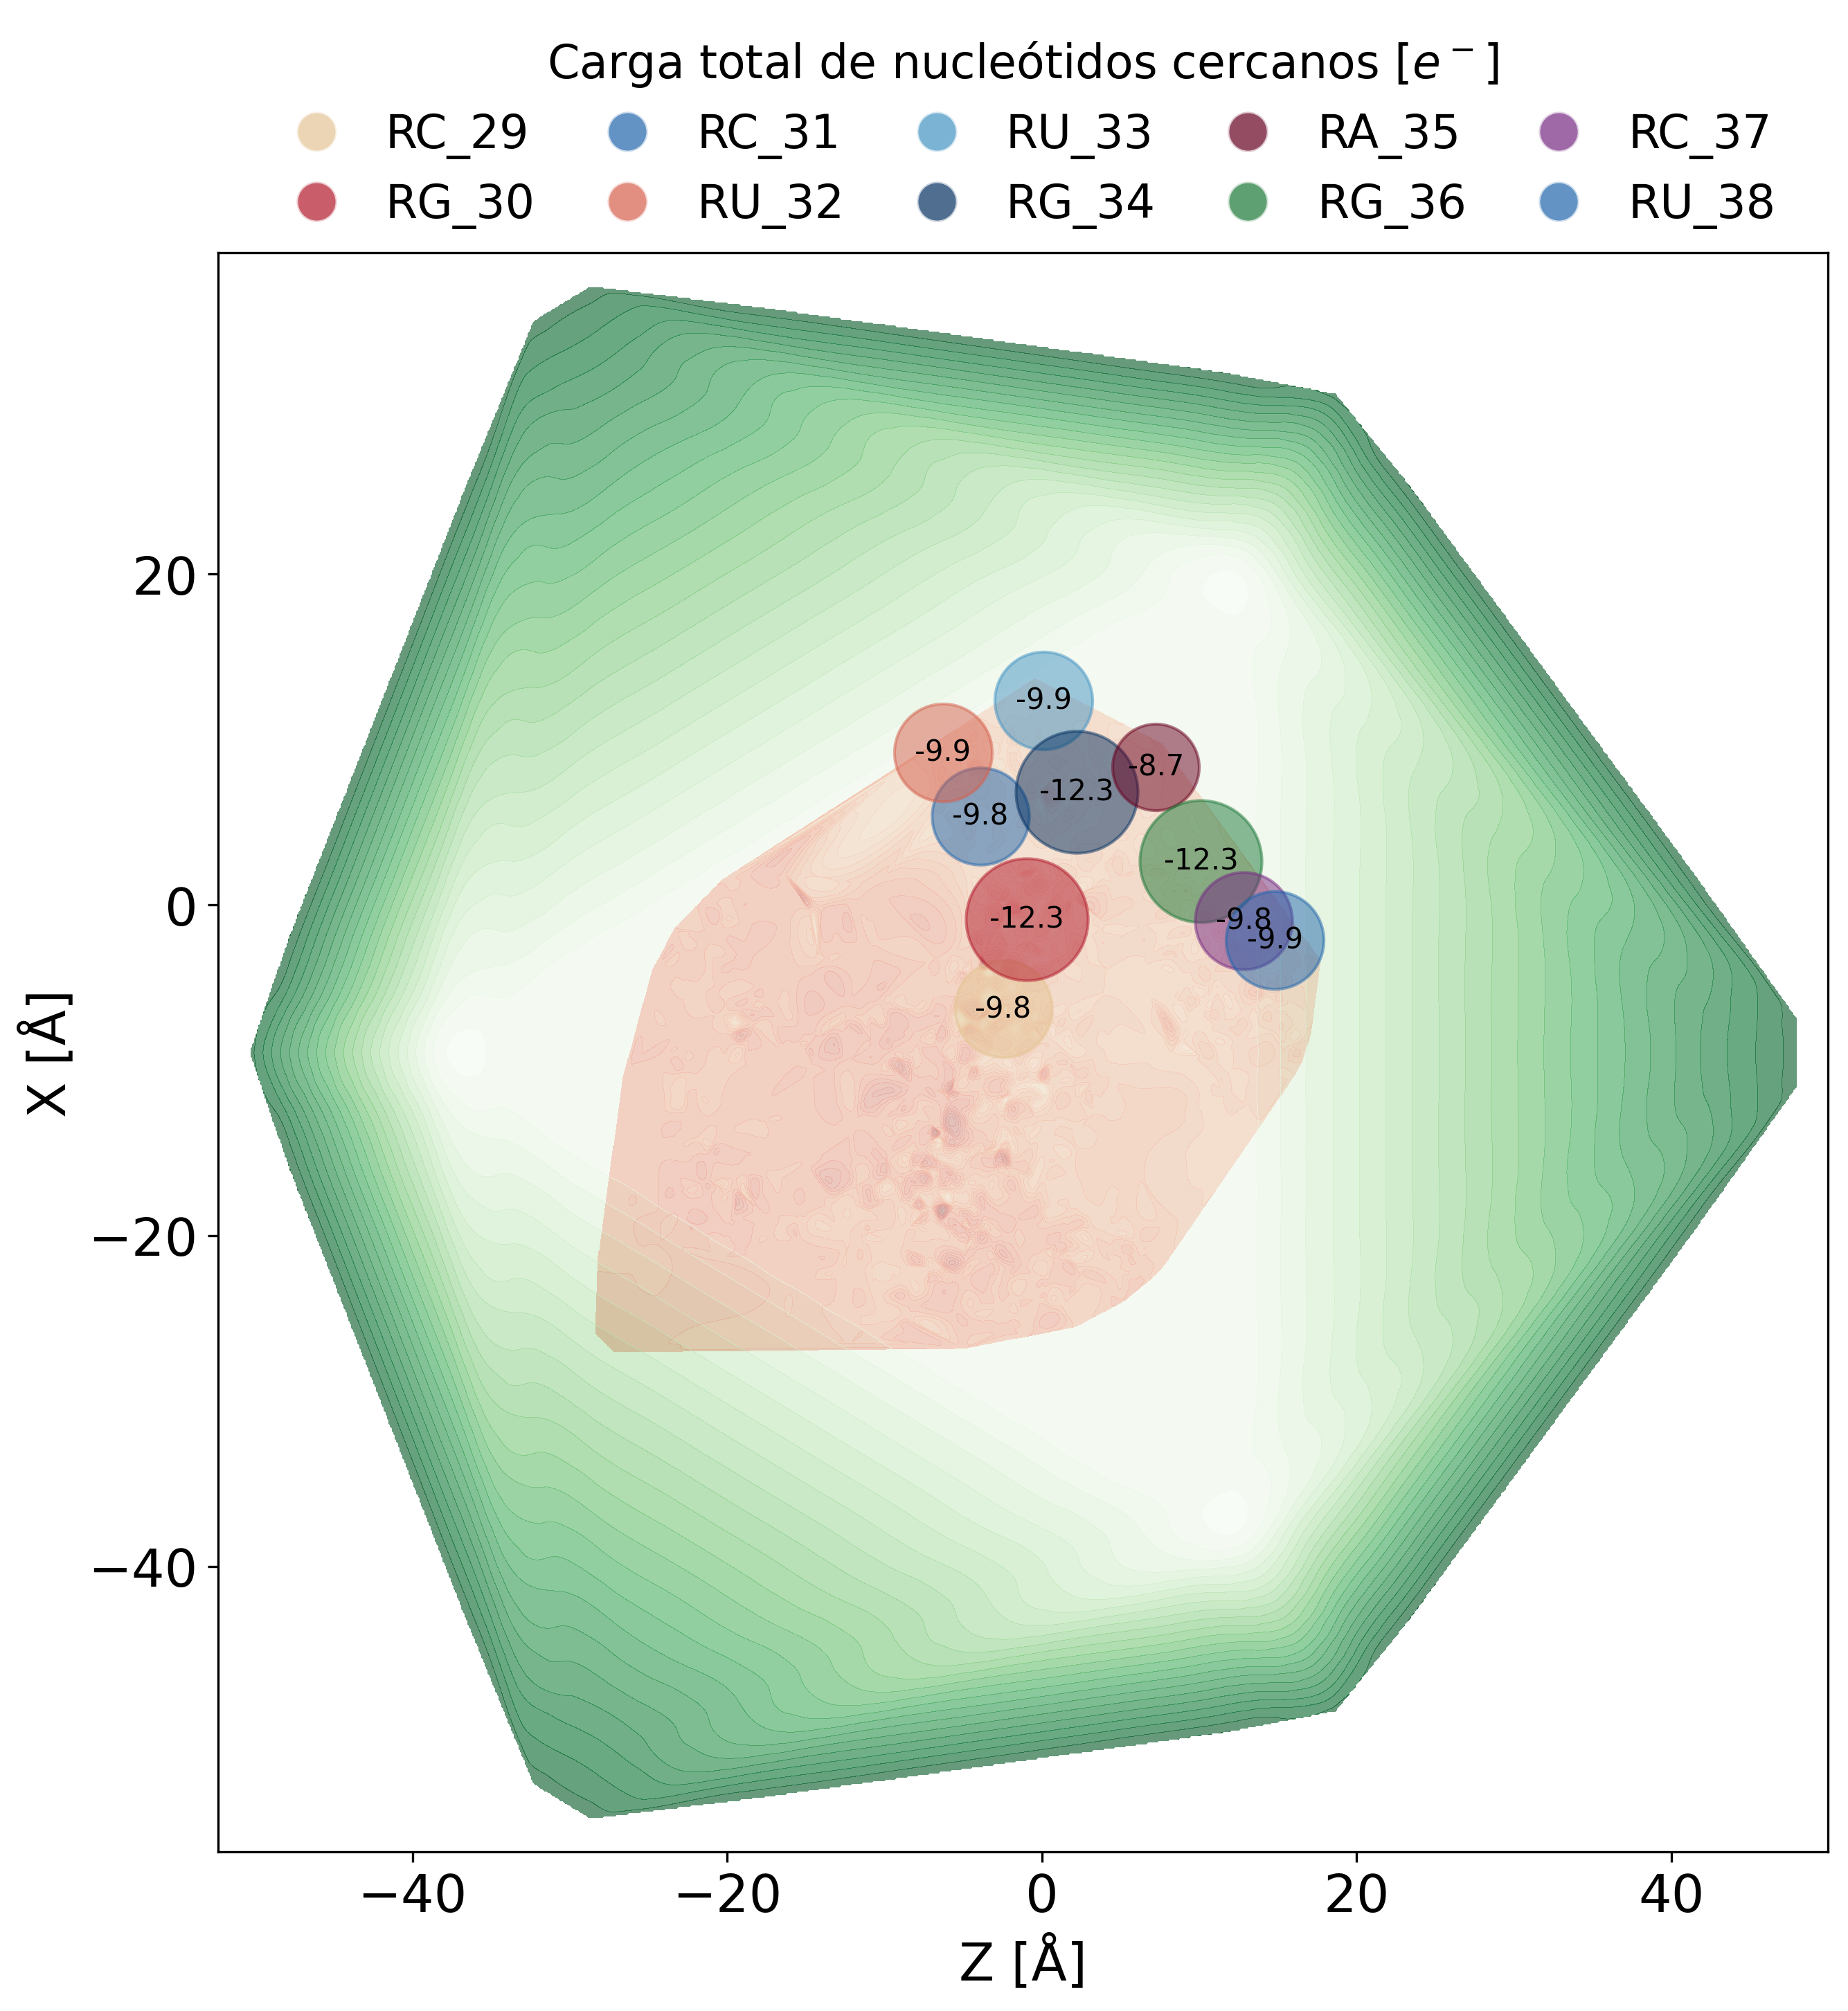 Carga total de nucleótidos cercanos [e⁻]
RC_29 RC_31 RU_33 RA_35 RC_37
RG_30 RU_32 RG_34 RG_36 RU_38
20
0
−20
−40
X [Å]
-9.9
-9.9
-8.7
-12.3
-9.8
-12.3
-12.3
-9.8
-9.9
-9.8
−40 −20 0 20 40
Z [Å]